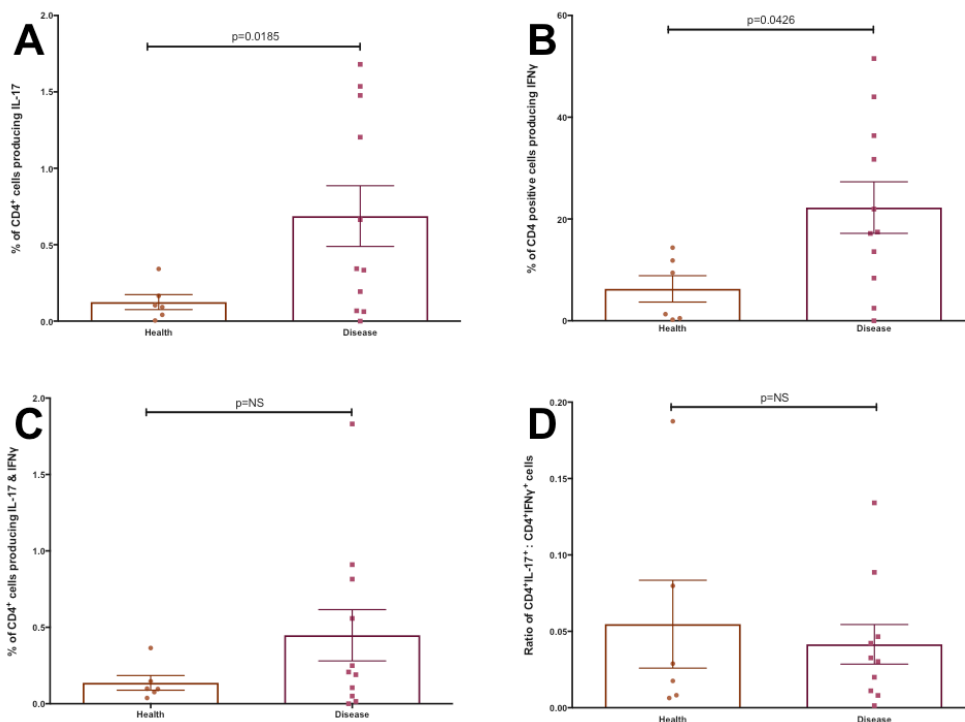 A
% of CD4⁺ cells producing IL-17
2.0
1.5
1.0
0.5
0.0
p=0.0185
Health
Disease
B
% of CD4 positive cells producing IFNγ
60
40
20
0
p=0.0426
Health
Disease
C
% of CD4⁺ cells producing IL-17 & IFNγ
2.0
1.5
1.0
0.5
0.0
p=NS
Health
Disease
D
Ratio of CD4⁺IL-17⁺ : CD4⁺IFNγ⁺ cells
0.20
0.15
0.10
0.05
0.00
p=NS
Health
Disease